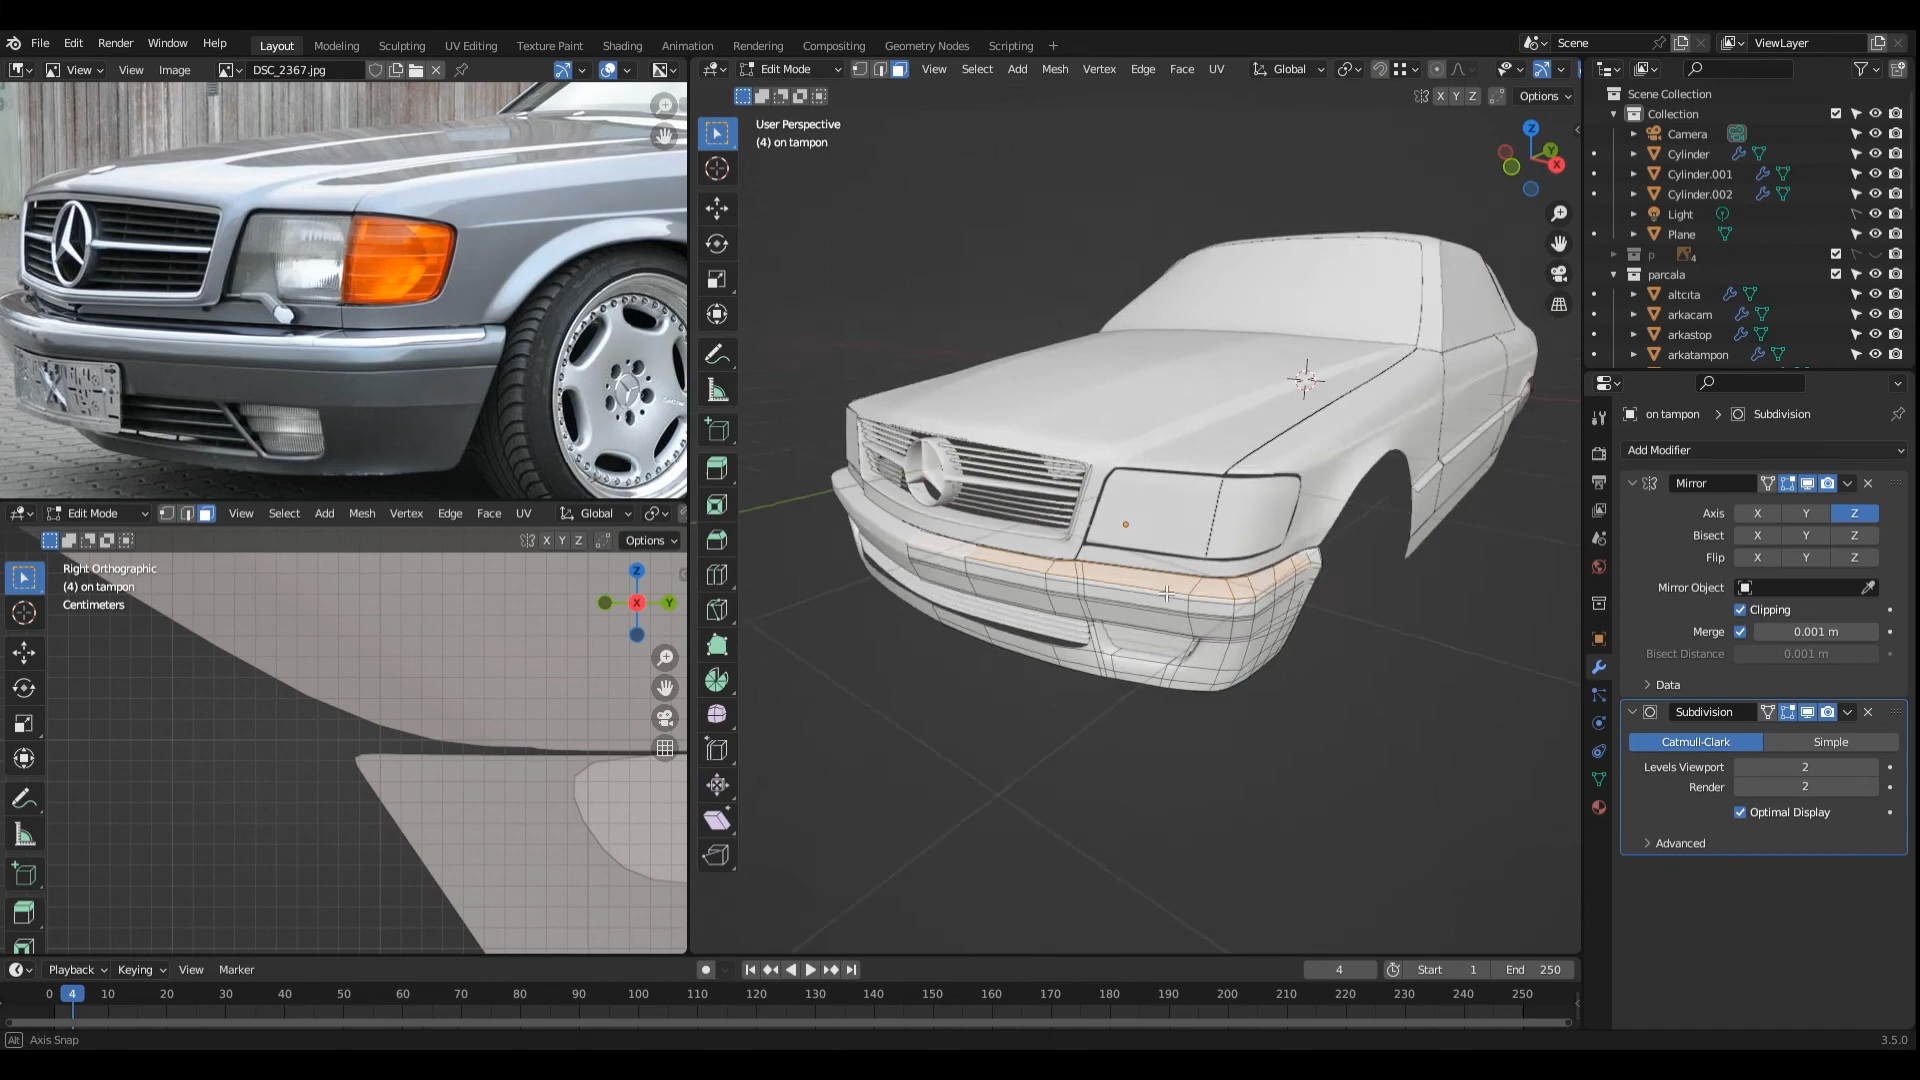 File Edit Render Window Help
Layout Modeling Sculpting UV Editing Texture Paint Shading Animation Rendering Compositing Geometry Nodes Scripting +
Scene
ViewLayer
View View Image DSC_2367.jpg
Edit Mode View Select Add Mesh Vertex Edge Face UV Global
X Y Z Options
User Perspective
(4) on tampon
Z
Y
X
Edit Mode View Select Add Mesh Vertex Edge Face UV Global
X Y Z Options
Right Orthographic
(4) on tampon
Centimeters
Z
X Y
Scene Collection
Collection
Camera
Cylinder
Cylinder.001
Cylinder.002
Light
Plane
p 4
parcala
altcıta
arkacam
arkastop
arkatampon
on tampon > Subdivision
Add Modifier
Mirror
Axis X Y Z
Bisect X Y Z
Flip X Y Z
Mirror Object
Clipping
Merge 0.001 m
Bisect Distance 0.001 m
Data
Subdivision
Catmull-Clark Simple
Levels Viewport 2
Render 2
Optimal Display
Advanced
Playback Keying View Marker
4 Start 1 End 250
0 4 10 20 30 40 50 60 70 80 90 100 110 120 130 140 150 160 170 180 190 200 210 220 230 240 250
Alt Axis Snap
3.5.0